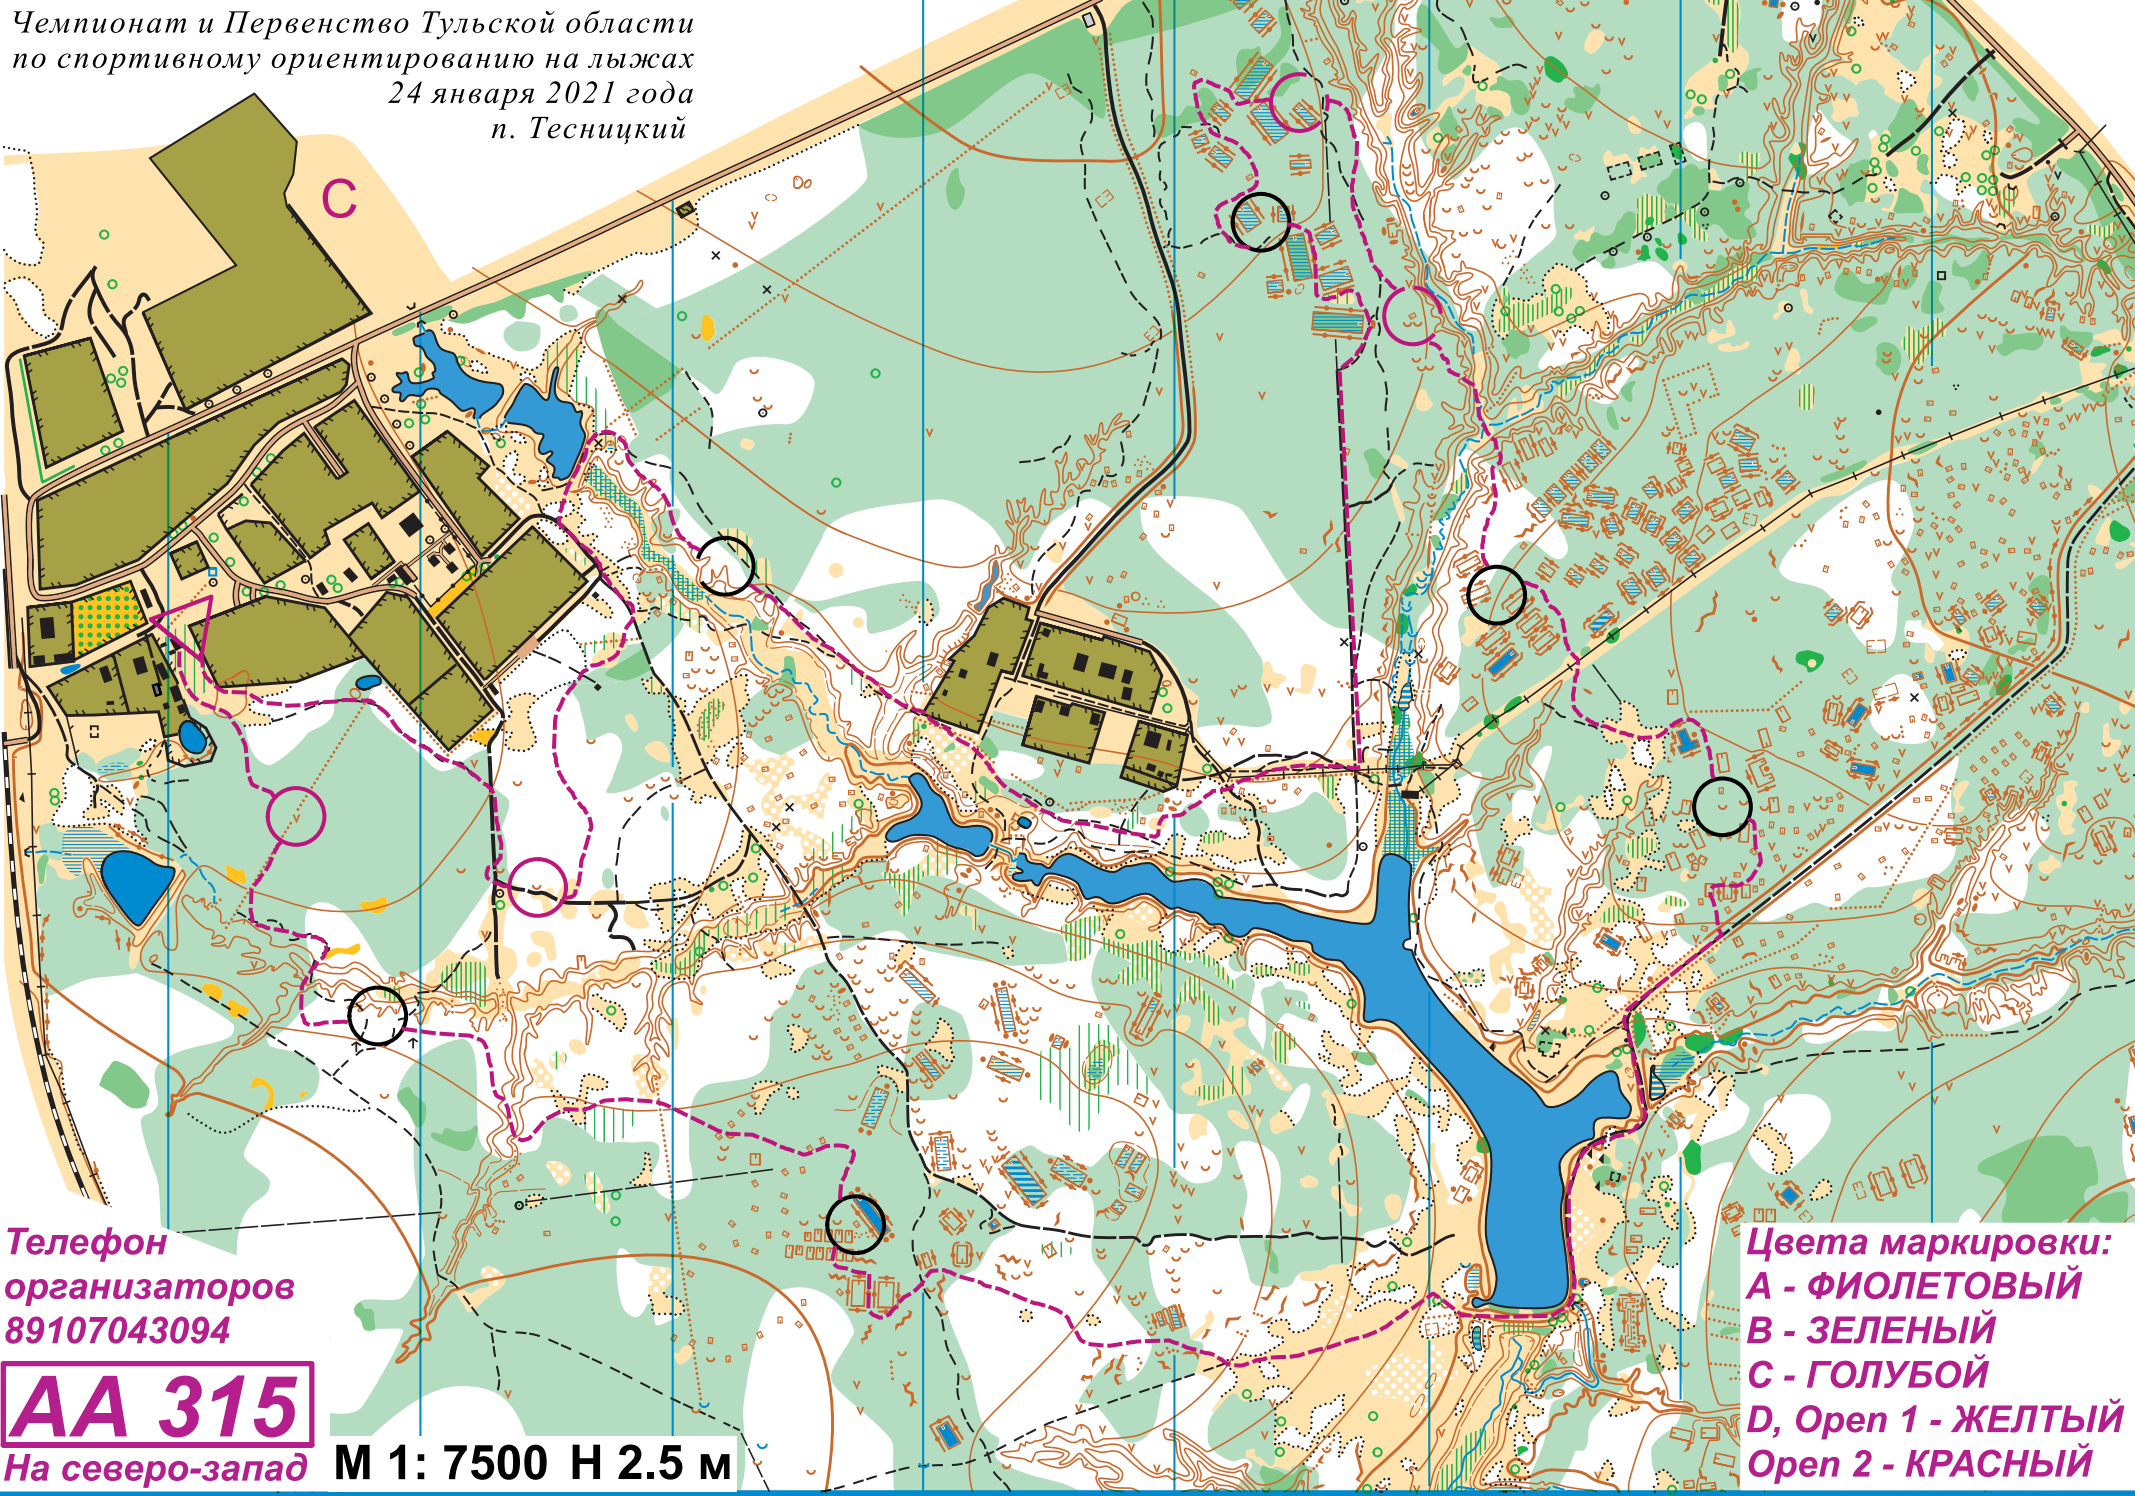 Чемпионат и Первенство Тульской области
по спортивному ориентированию на лыжах
24 января 2021 года
п. Тесницкий
С
Телефон
организаторов
89107043094
АА 315
На северо-запад
М 1: 7500 Н 2.5 м
Цвета маркировки:
А - ФИОЛЕТОВЫЙ
В - ЗЕЛЕНЫЙ
С - ГОЛУБОЙ
D, Open 1 - ЖЕЛТЫЙ
Open 2 - КРАСНЫЙ